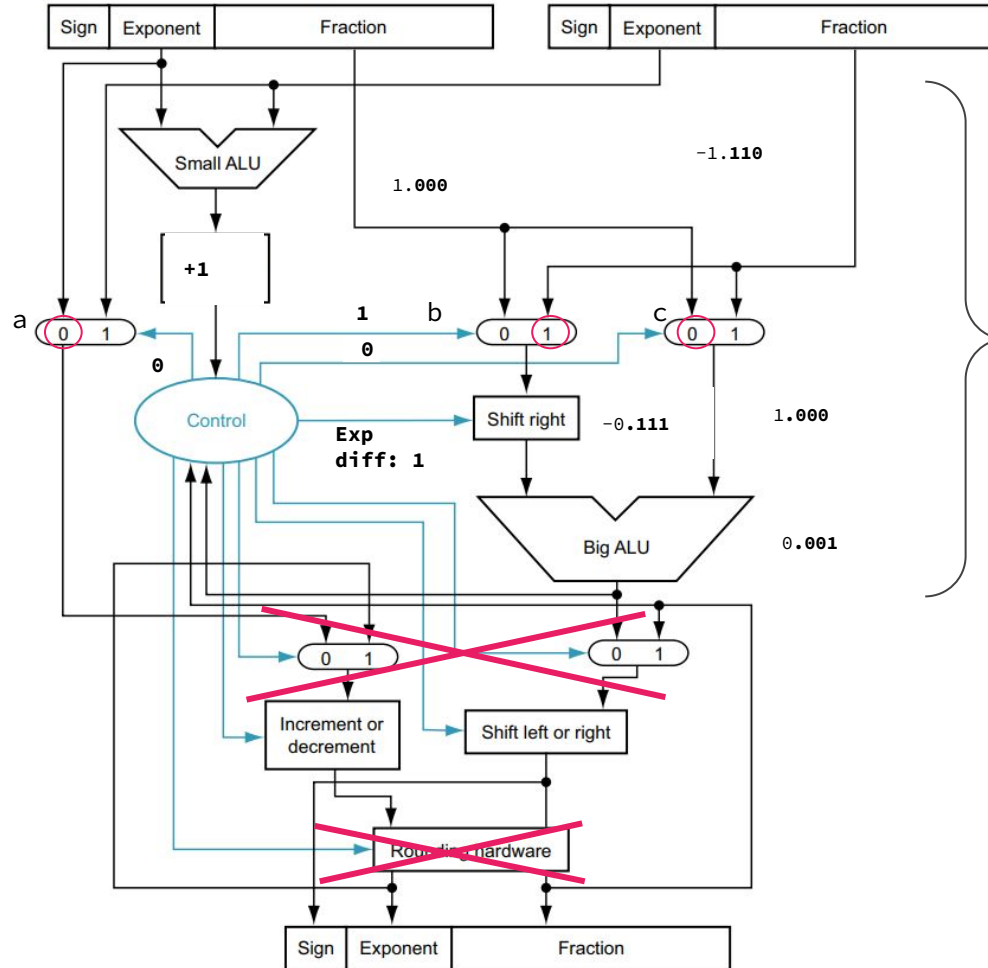 Sign Exponent Fraction Sign Exponent Fraction
Small ALU
-1.110
1.000
+1
a 0 1
1 b 0 1
c 0 1
0
0
Control
Shift right
Exp
diff: 1
-0.111
1.000
Big ALU
0.001
0 1
0 1
Increment or
decrement
Shift left or right
Rounding hardware
Sign Exponent Fraction